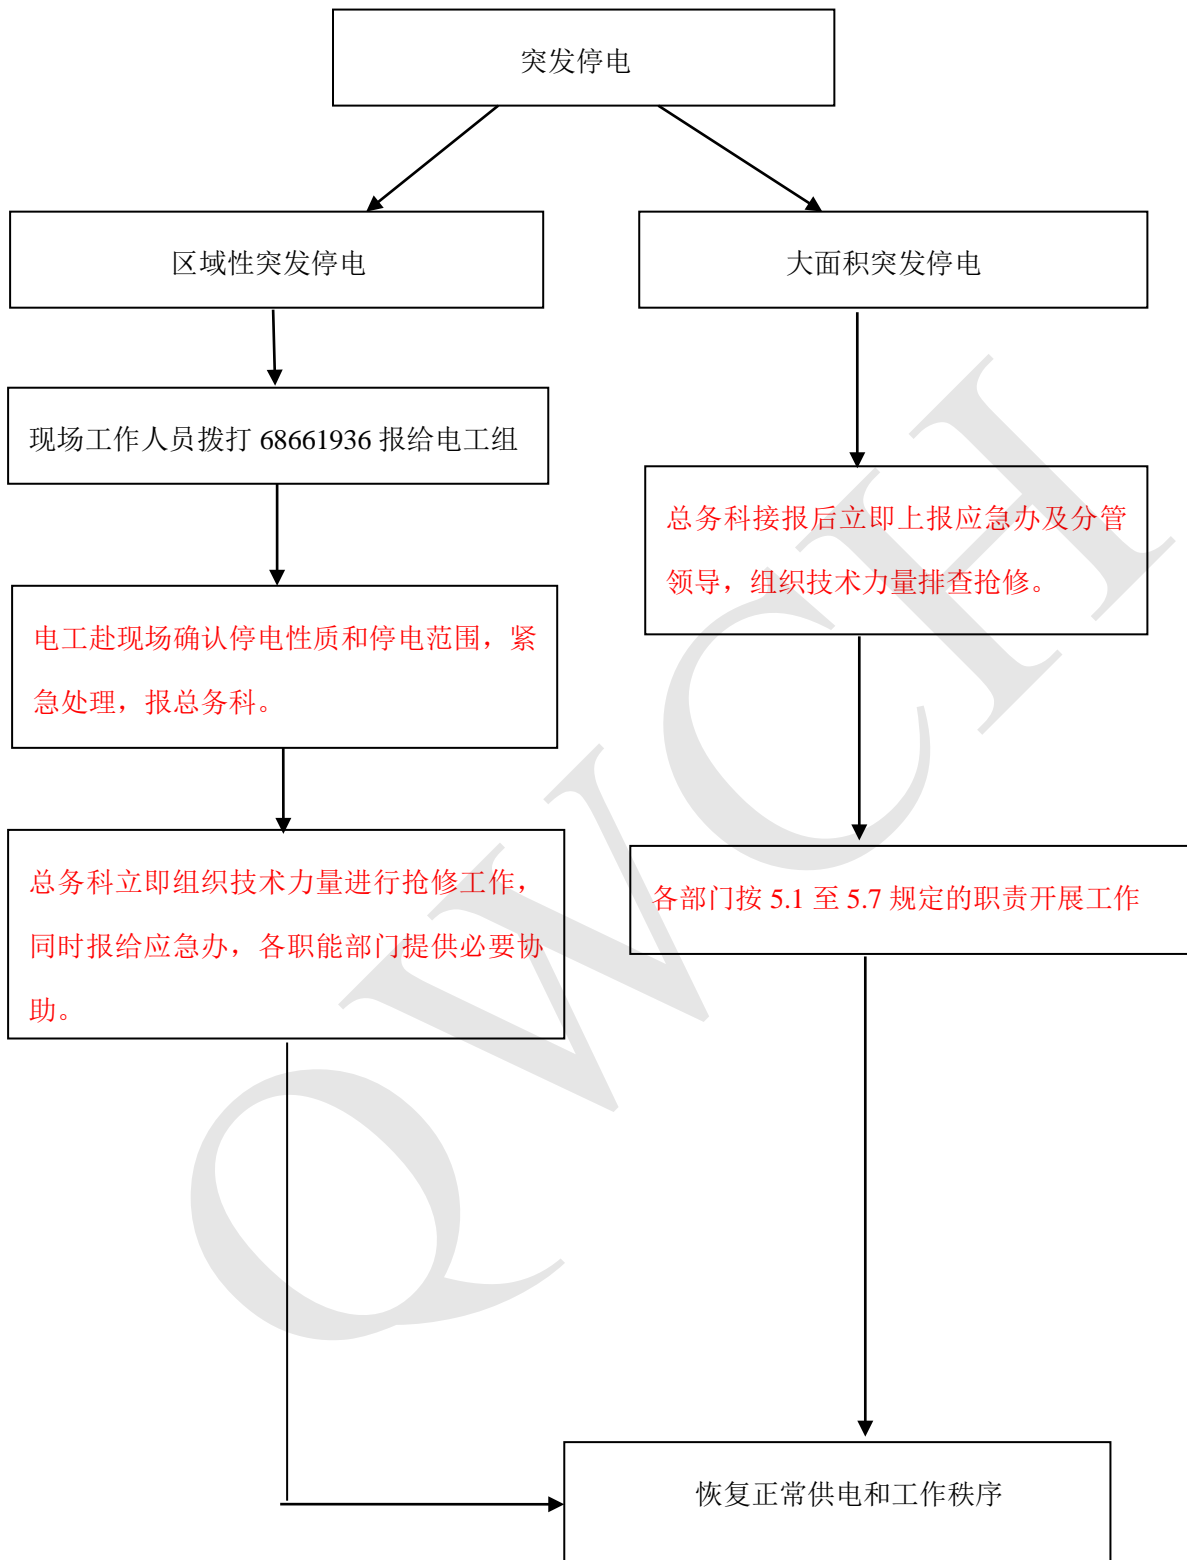 突发停电
区域性突发停电
大面积突发停电
现场工作人员拨打 68661936 报给电工组
总务科接报后立即上报应急办及分管
领导，组织技术力量排查抢修。
电工赴现场确认停电性质和停电范围，紧
急处理，报总务科。
总务科立即组织技术力量进行抢修工作，
同时报给应急办，各职能部门提供必要协
助。
各部门按 5.1 至 5.7 规定的职责开展工作
恢复正常供电和工作秩序
QWCH